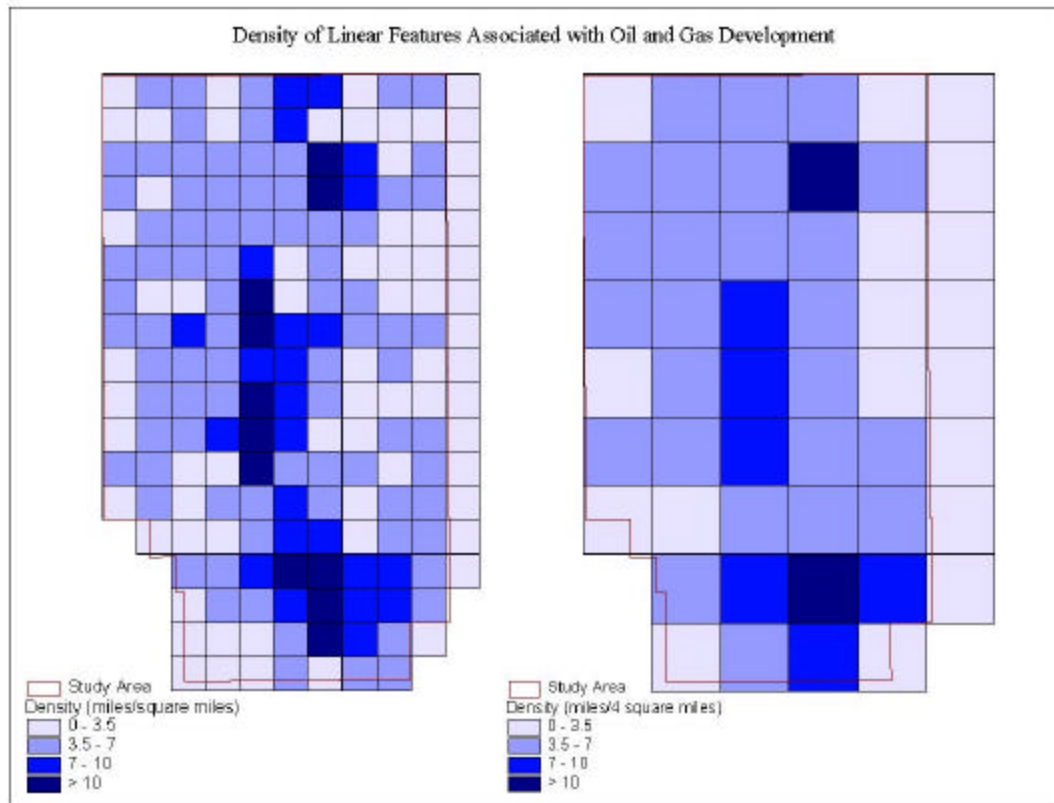 Density of Linear Features Associated with Oil and Gas Development
Study Area
Density (miles/square miles)
0 - 3.5
3.5 - 7
7 - 10
> 10
Study Area
Density (miles/4 square miles)
0 - 3.5
3.5 - 7
7 - 10
> 10